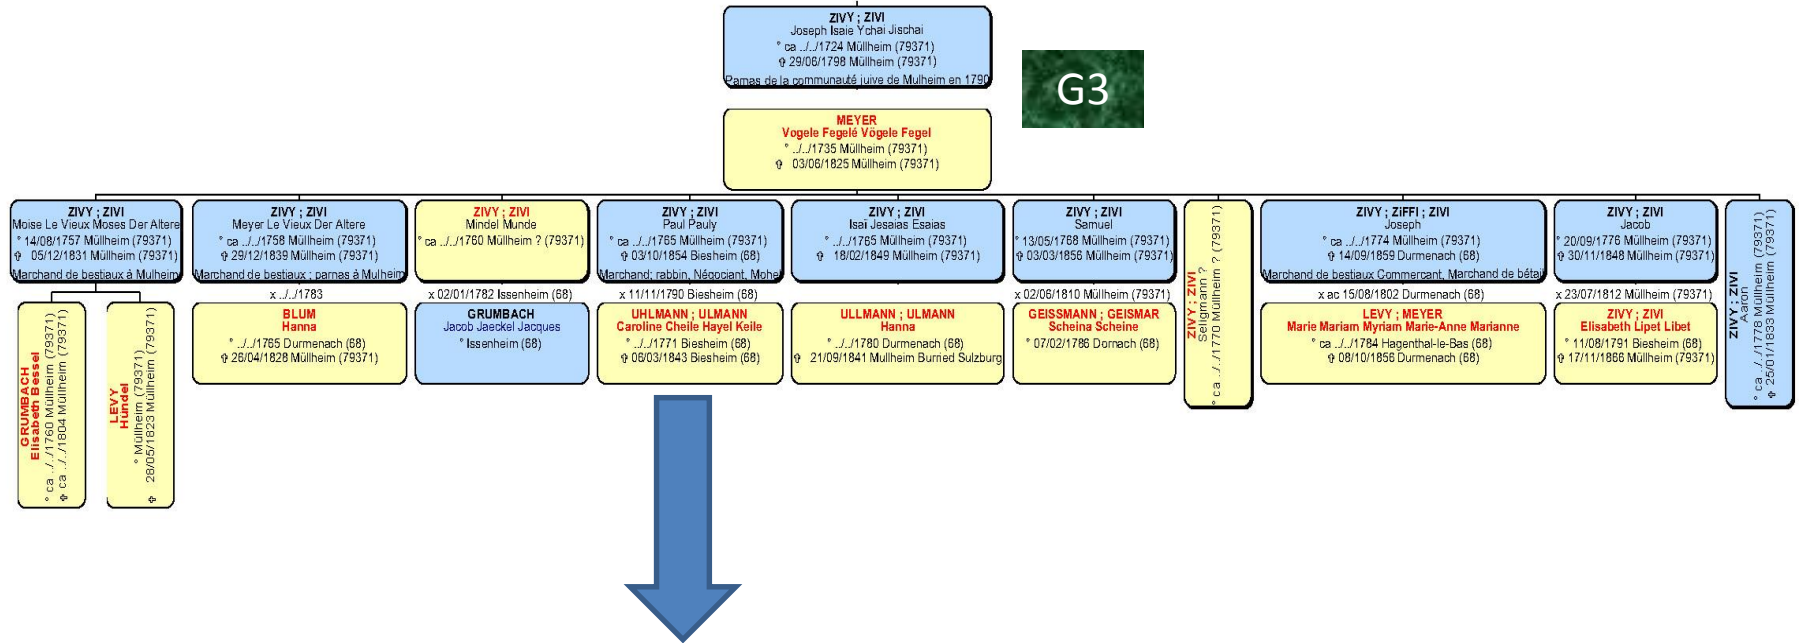 ZIVY ; ZIVI
Joseph Isaie Ychai Jischai
° ca ../../1724 Müllheim (79371)
✞ 29/06/1798 Müllheim (79371)
Parnas de la communauté juive de Mulheim en 1790
G3
MEYER
Vogele Fegelé Vögele Fegel
° ../../1735 Müllheim (79371)
✞ 03/06/1825 Müllheim (79371)
ZIVY ; ZIVI
Moise Le Vieux Moses Der Altere
° 14/08/1757 Müllheim (79371)
✞ 05/12/1831 Müllheim (79371)
Marchand de bestiaux à Mulheim
GRUMBACH
Elisabeth Bessel
° ca ../../1760 Müllheim (79371)
✞ ca ../../1804 Müllheim (79371)
LEVY
Hündel
° Müllheim (79371)
✞ 28/05/1823 Müllheim (79371)
ZIVY ; ZIVI
Meyer Le Vieux Der Altere
° ca ../../1758 Müllheim (79371)
✞ 29/12/1839 Müllheim (79371)
Marchand de bestiaux ; parnas à Mulheim
x ../../1783
BLUM
Hanna
° ../../1765 Durmenach (68)
✞ 26/04/1828 Müllheim (79371)
ZIVY ; ZIVI
Mindel Munde
° ca ../../1760 Müllheim ? (79371)
x 02/01/1782 Issenheim (68)
GRUMBACH
Jacob Jaeckel Jacques
° Issenheim (68)
ZIVY ; ZIVI
Paul Pauly
° ca ../../1765 Müllheim (79371)
✞ 03/10/1854 Biesheim (68)
Marchand; rabbin, Négociant, Mohel
x 11/11/1790 Biesheim (68)
UHLMANN ; ULMANN
Caroline Cheile Hayel Keile
° ../../1771 Biesheim (68)
✞ 06/03/1843 Biesheim (68)
ZIVY ; ZIVI
Isaï Jesaias Esaias
° ../../1765 Müllheim (79371)
✞ 18/02/1849 Müllheim (79371)
ULLMANN ; ULMANN
Hanna
° ../../1780 Durmenach (68)
✞ 21/09/1841 Mullheim Burried Sulzburg
ZIVY ; ZIVI
Samuel
° 13/05/1768 Müllheim (79371)
✞ 03/03/1856 Müllheim (79371)
x 02/06/1810 Müllheim (79371)
GEISSMANN ; GEISMAR
Scheina Scheine
° 07/02/1786 Dornach (68)
ZIVY ; ZIVI
Seligmann ?
° ca ../../1770 Müllheim ? (79371)
ZIVY ; ZiFFI ; ZIVI
Joseph
° ca ../../1774 Müllheim (79371)
✞ 14/09/1859 Durmenach (68)
Marchand de bestiaux Commercant, Marchand de bétail
x ac 15/08/1802 Durmenach (68)
LEVY ; MEYER
Marie Mariam Myriam Marie-Anne Marianne
° ca ../../1784 Hagenthal-le-Bas (68)
✞ 08/10/1856 Durmenach (68)
ZIVY ; ZIVI
Jacob
° 20/09/1776 Müllheim (79371)
✞ 30/11/1848 Müllheim (79371)
x 23/07/1812 Müllheim (79371)
ZIVY ; ZIVI
Elisabeth Lipet Libet
° 11/08/1791 Biesheim (68)
✞ 17/11/1866 Müllheim (79371)
ZIVY ; ZIVI
Aaron
° ca ../../1778 Müllheim (79371)
✞ 25/01/1833 Müllheim (79371)